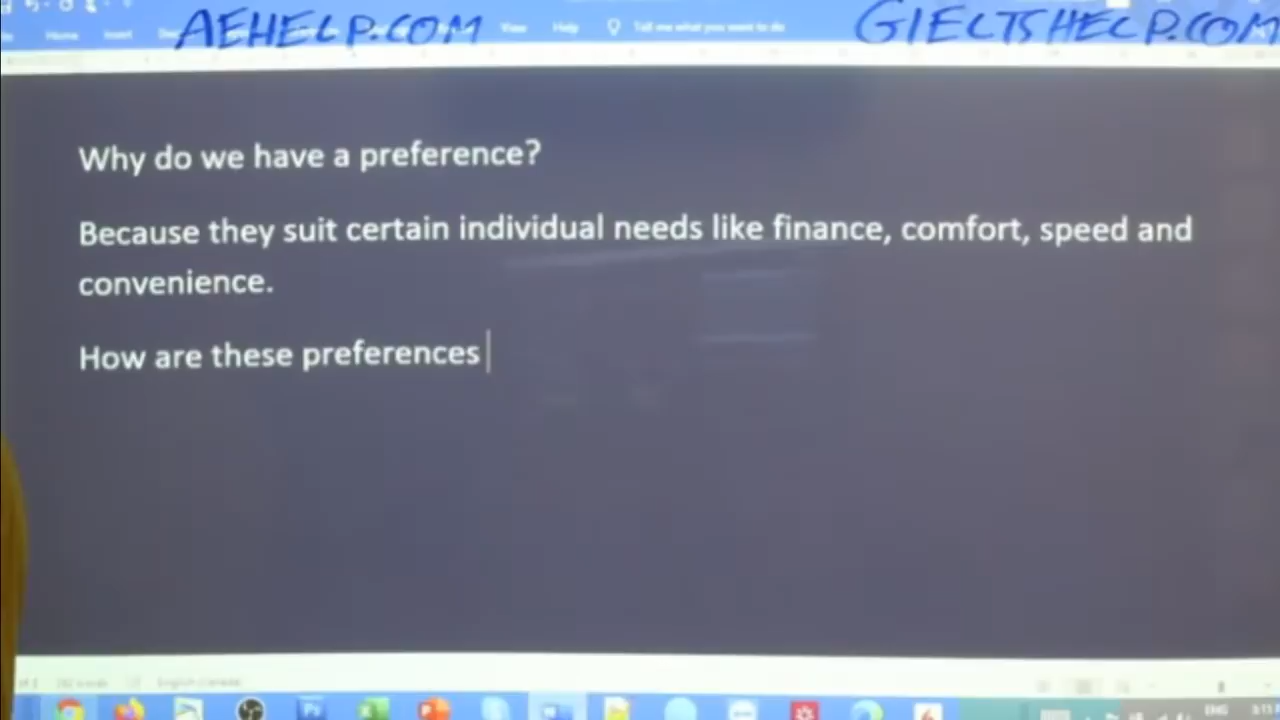 AEHELP.COM GIELTSHELP.COM
Home Insert View Help Tell me what you want to do
Why do we have a preference?
Because they suit certain individual needs like finance, comfort, speed and
convenience.
How are these preferences
English (Canada)
ENG